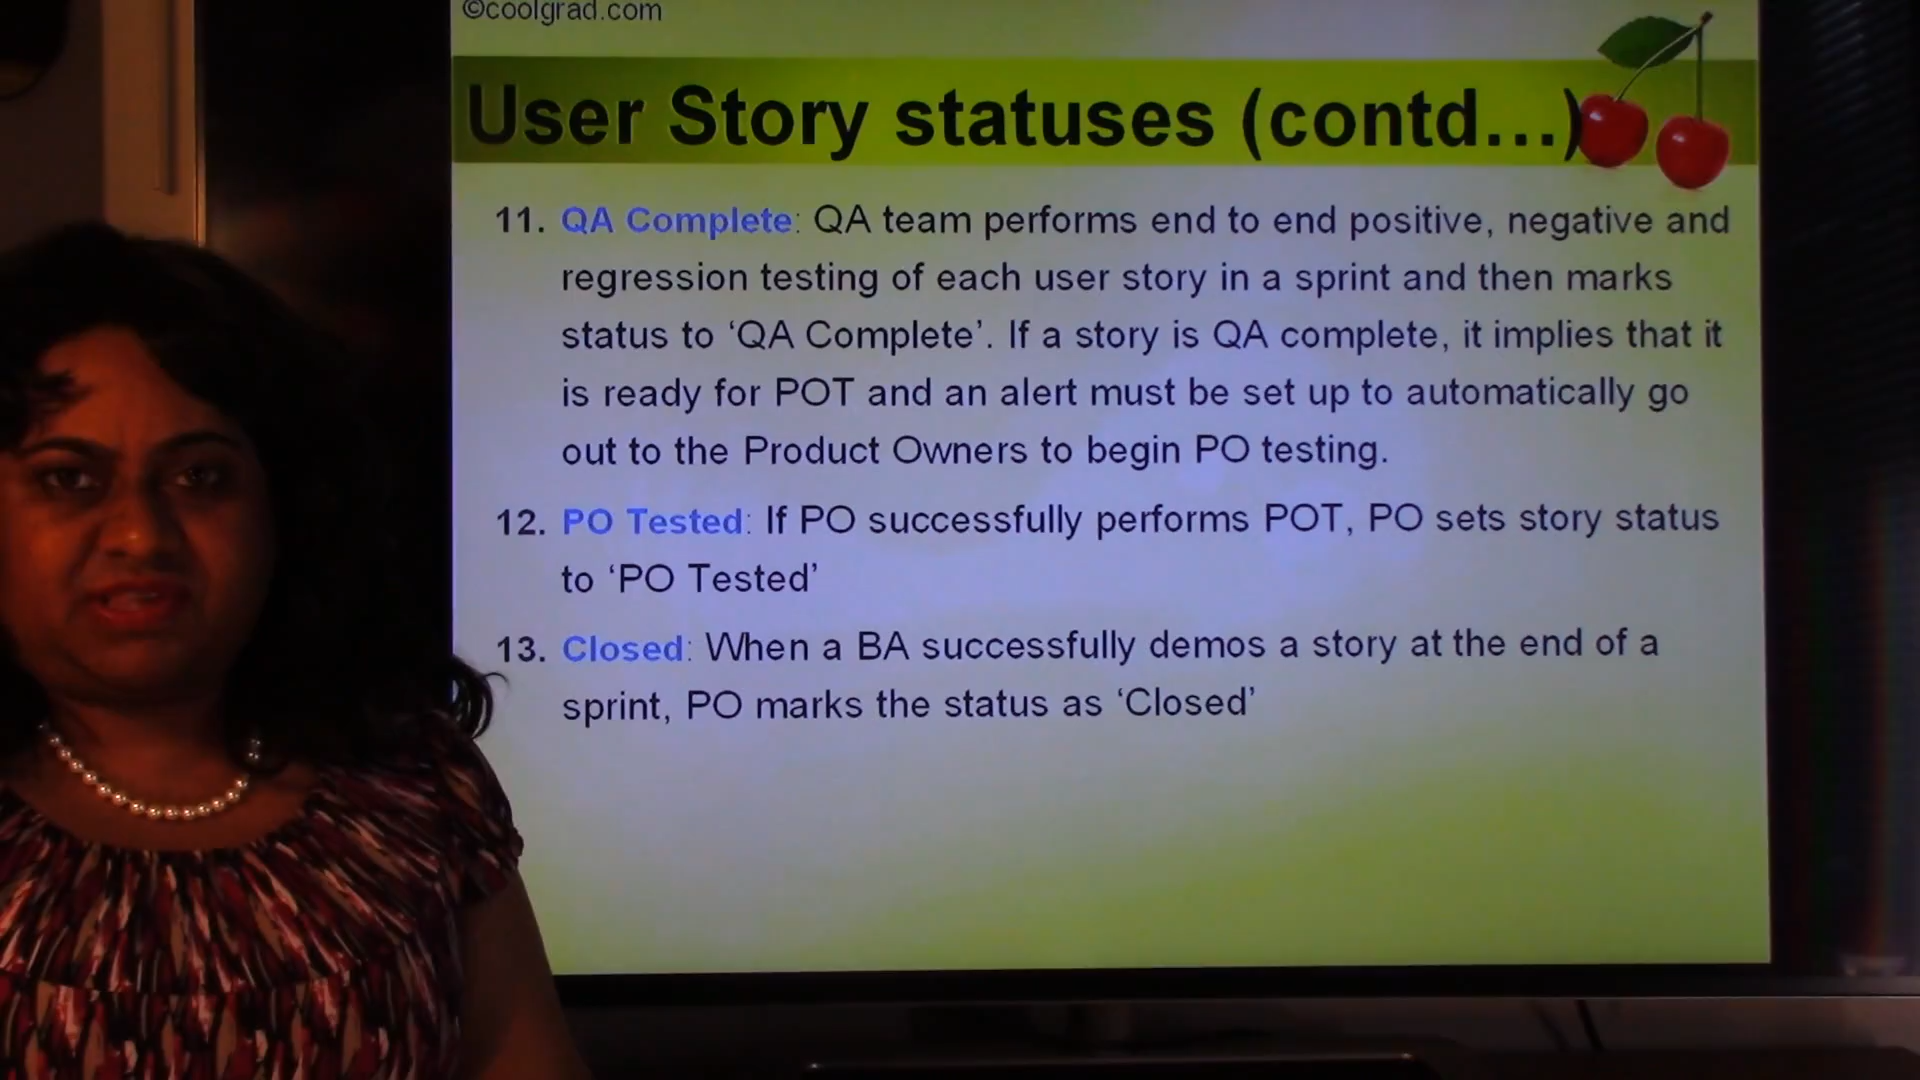 ©coolgrad.com
User Story statuses (contd...)
11. QA Complete: QA team performs end to end positive, negative and
regression testing of each user story in a sprint and then marks
status to ‘QA Complete’. If a story is QA complete, it implies that it
is ready for POT and an alert must be set up to automatically go
out to the Product Owners to begin PO testing.
12. PO Tested: If PO successfully performs POT, PO sets story status
to ‘PO Tested’
13. Closed: When a BA successfully demos a story at the end of a
sprint, PO marks the status as ‘Closed’